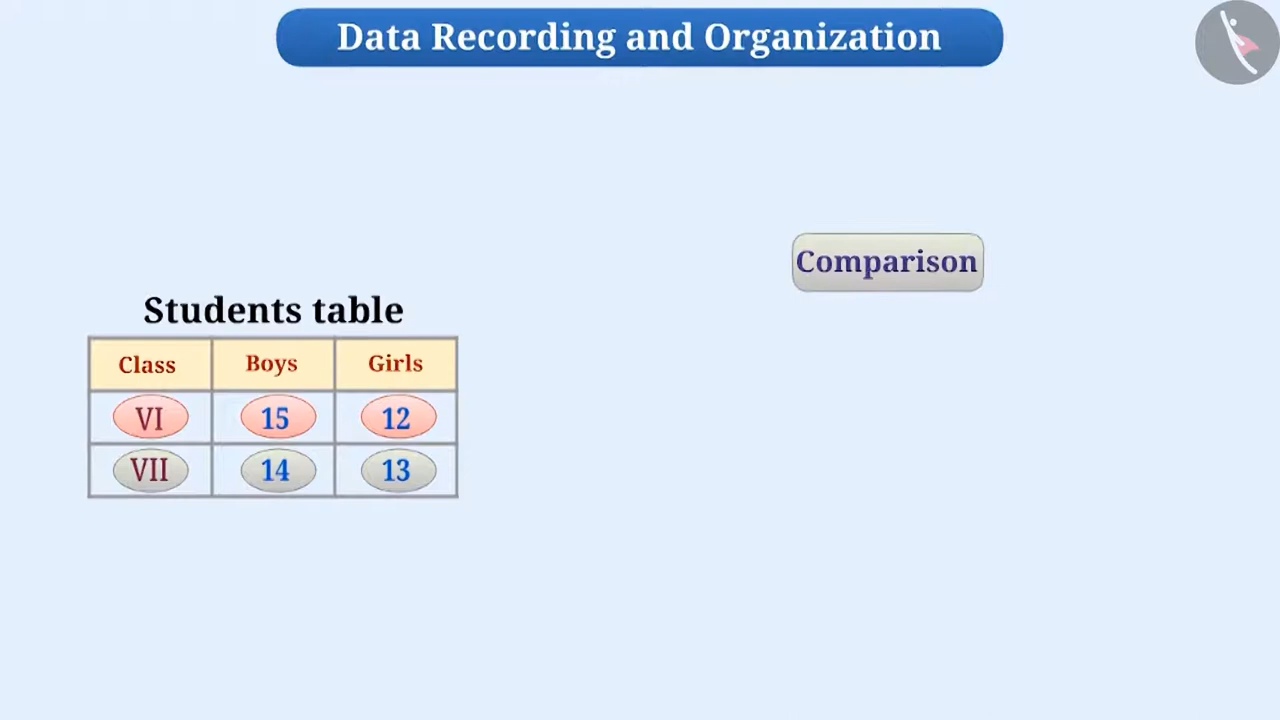 Data Recording and Organization
Comparison
Students table
Class Boys Girls
VI 15 12
VII 14 13